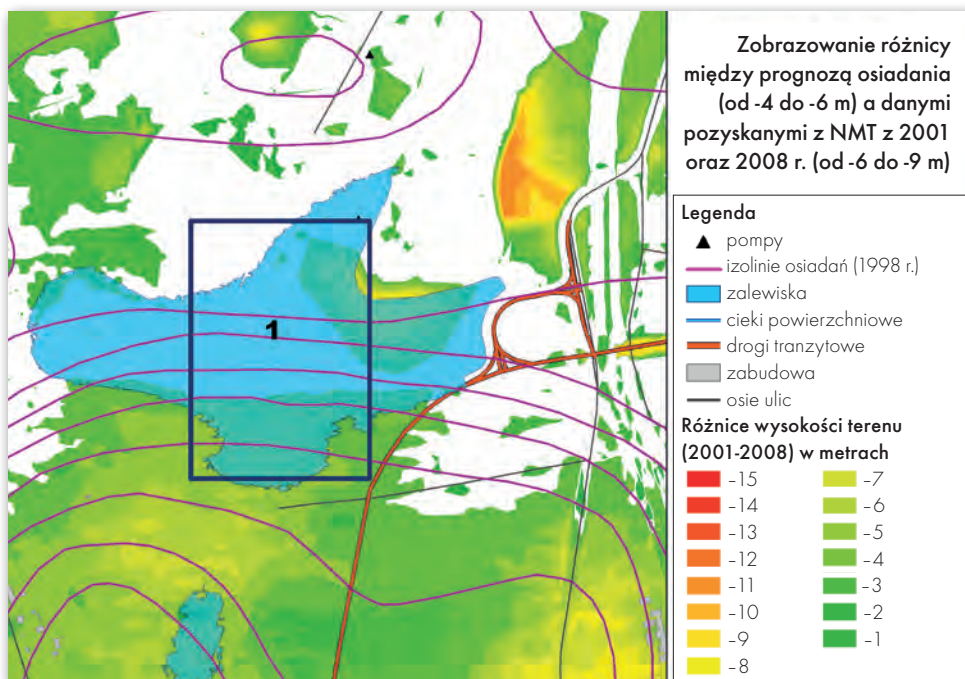 Zobrazowanie różnicy
między prognozą osiadania
(od -4 do -6 m) a danymi
pozyskanymi z NMT z 2001
oraz 2008 r. (od -6 do -9 m)
1
Legenda
pompy
izolinie osiadań (1998 r.)
zalewiska
cieki powierzchniowe
drogi tranzytowe
zabudowa
osie ulic
Różnice wysokości terenu
(2001-2008) w metrach
-15
-14
-13
-12
-11
-10
-9
-8
-7
-6
-5
-4
-3
-2
-1